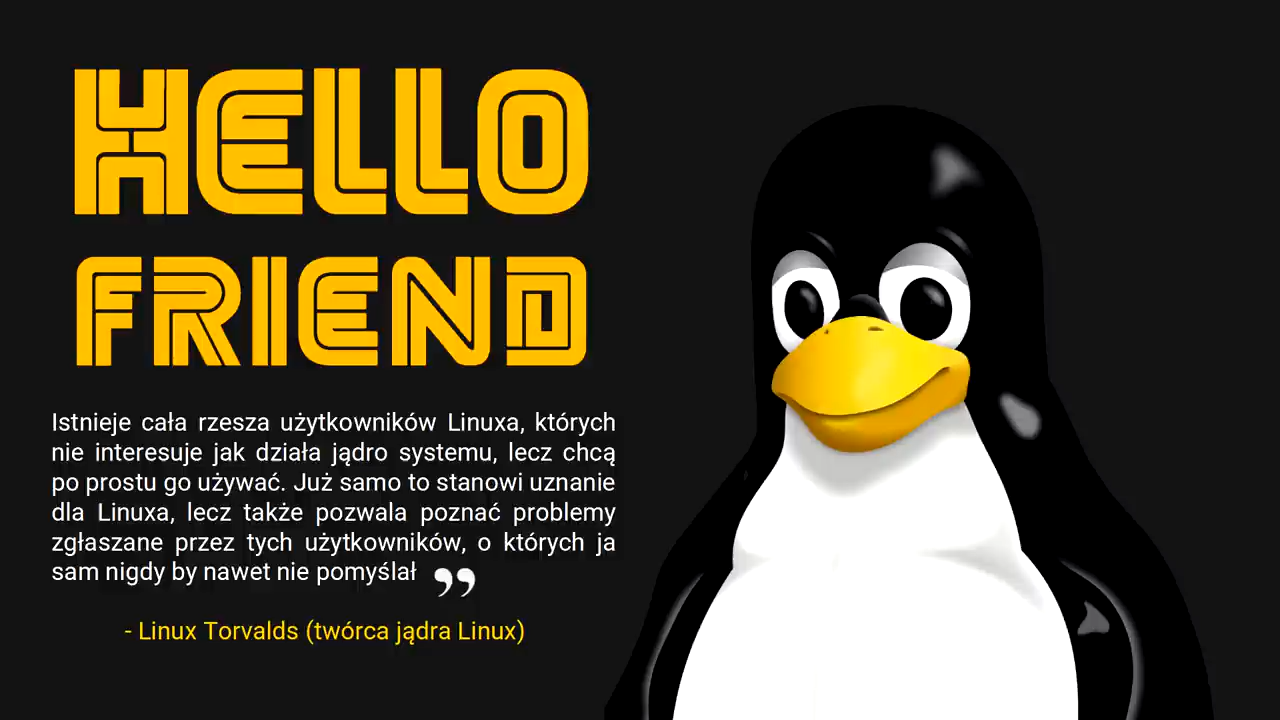 HELLO
FRIEND
Istnieje cała rzesza użytkowników Linuxa, których
nie interesuje jak działa jądro systemu, lecz chcą
po prostu go używać. Już samo to stanowi uznanie
dla Linuxa, lecz także pozwala poznać problemy
zgłaszane przez tych użytkowników, o których ja
sam nigdy by nawet nie pomyślał ”
- Linux Torvalds (twórca jądra Linux)